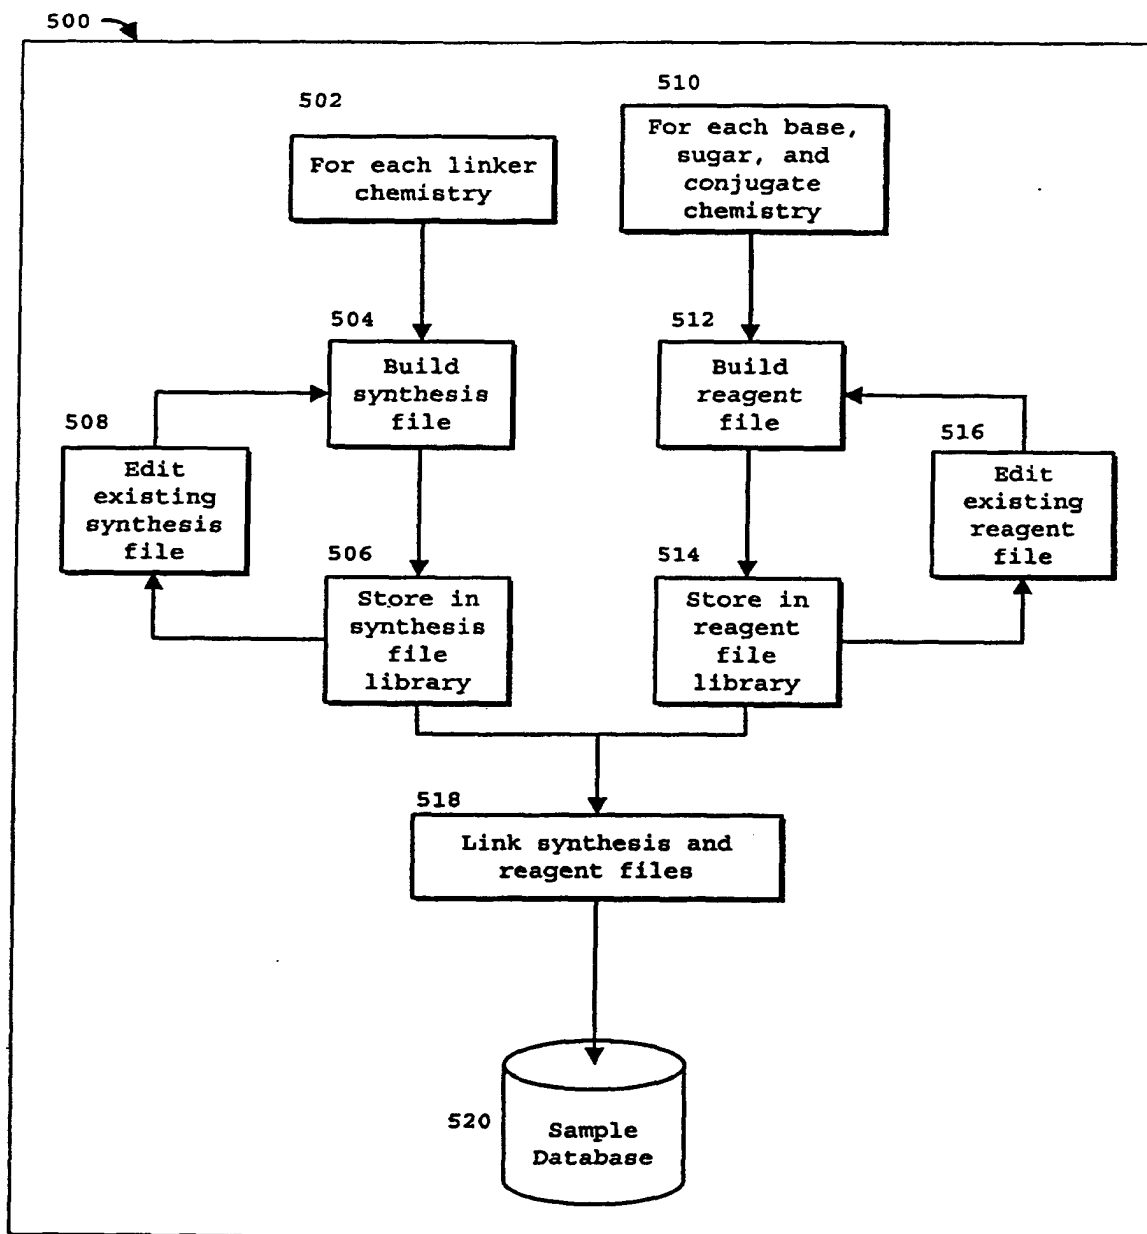 500
502
For each linker
chemistry
510
For each base,
sugar, and
conjugate
chemistry
504
Build
synthesis
file
512
Build
reagent
file
508
Edit
existing
synthesis
file
516
Edit
existing
reagent
file
506
Store in
synthesis
file
library
514
Store in
reagent
file
library
518
Link synthesis and
reagent files
520
Sample
Database